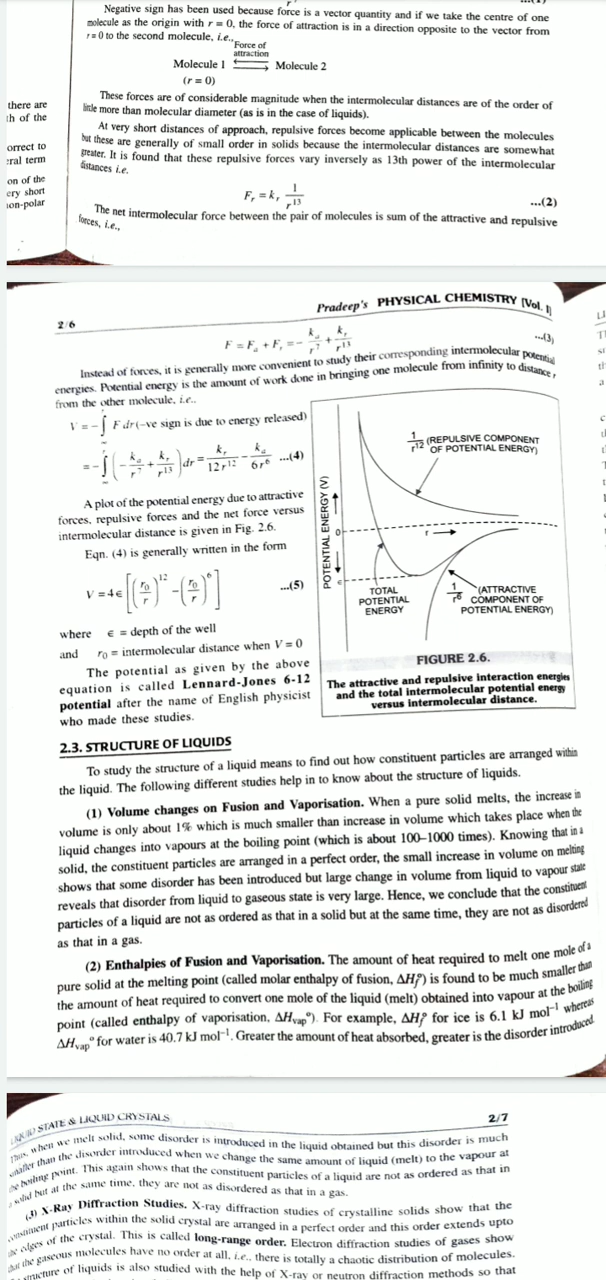 Negative sign has been used because force is a vector quantity and if we take the centre of one
molecule as the origin with r = 0, the force of attraction is in a direction opposite to the vector from
r = 0 to the second molecule, i.e.,
Force of
attraction
Molecule 1 ⇄ Molecule 2
(r = 0)
These forces are of considerable magnitude when the intermolecular distances are of the order of
little more than molecular diameter (as is in the case of liquids).
At very short distances of approach, repulsive forces become applicable between the molecules
but these are generally of small order in solids because the intermolecular distances are somewhat
greater. It is found that these repulsive forces vary inversely as 13th power of the intermolecular
distances i.e.
F_r = k_r 1/r^13 ...(2)
The net intermolecular force between the pair of molecules is sum of the attractive and repulsive
forces, i.e.,
there are
th of the
orrect to
eral term
on of the
ery short
non-polar
2/6
Pradeep's PHYSICAL CHEMISTRY [Vol. I]
F = F_a + F_r = – k_a/r^7 + k_r/r^13 ...(3)
Instead of forces, it is generally more convenient to study their corresponding intermolecular potential
energies. Potential energy is the amount of work done in bringing one molecule from infinity to distance r
from the other molecule, i.e..
V = – ∫ F dr (–ve sign is due to energy released)
= – ∫ (– k_a/r^7 + k_r/r^13) dr = k_r/12r^12 – k_a/6r^6 ...(4)
A plot of the potential energy due to attractive
forces, repulsive forces and the net force versus
intermolecular distance is given in Fig. 2.6.
Eqn. (4) is generally written in the form
V = 4∈ [(r₀/r)^12 – (r₀/r)^6] ...(5)
where ∈ = depth of the well
and r₀ = intermolecular distance when V = 0
The potential as given by the above
equation is called Lennard-Jones 6-12
potential after the name of English physicist
who made these studies.
POTENTIAL ENERGY (V)
1/r^12 (REPULSIVE COMPONENT
OF POTENTIAL ENERGY)
0
r
∈
TOTAL
POTENTIAL
ENERGY
1/r^6 (ATTRACTIVE
COMPONENT OF
POTENTIAL ENERGY)
FIGURE 2.6.
The attractive and repulsive interaction energies
and the total intermolecular potential energy
versus intermolecular distance.
2.3. STRUCTURE OF LIQUIDS
To study the structure of a liquid means to find out how constituent particles are arranged within
the liquid. The following different studies help in to know about the structure of liquids.
(1) Volume changes on Fusion and Vaporisation. When a pure solid melts, the increase in
volume is only about 1% which is much smaller than increase in volume which takes place when the
liquid changes into vapours at the boiling point (which is about 100–1000 times). Knowing that in a
solid, the constituent particles are arranged in a perfect order, the small increase in volume on melting
shows that some disorder has been introduced but large change in volume from liquid to vapour state
reveals that disorder from liquid to gaseous state is very large. Hence, we conclude that the constituent
particles of a liquid are not as ordered as that in a solid but at the same time, they are not as disordered
as that in a gas.
(2) Enthalpies of Fusion and Vaporisation. The amount of heat required to melt one mole of a
pure solid at the melting point (called molar enthalpy of fusion, ΔH_f°) is found to be much smaller than
the amount of heat required to convert one mole of the liquid (melt) obtained into vapour at the boiling
point (called enthalpy of vaporisation, ΔH_vap°). For example, ΔH_f° for ice is 6.1 kJ mol⁻¹ whereas
ΔH_vap° for water is 40.7 kJ mol⁻¹. Greater the amount of heat absorbed, greater is the disorder introduced.
LIQUID STATE & LIQUID CRYSTALS
2/7
Thus, when we melt solid, some disorder is introduced in the liquid obtained but this disorder is much
smaller than the disorder introduced when we change the same amount of liquid (melt) to the vapour at
the boiling point. This again shows that the constituent particles of a liquid are not as ordered as that in
a solid but at the same time, they are not as disordered as that in a gas.
(3) X-Ray Diffraction Studies. X-ray diffraction studies of crystalline solids show that the
constituent particles within the solid crystal are arranged in a perfect order and this order extends upto
the edges of the crystal. This is called long-range order. Electron diffraction studies of gases show
that the gaseous molecules have no order at all, i.e., there is totally a chaotic distribution of molecules.
structure of liquids is also studied with the help of X-ray or neutron diffraction methods so that